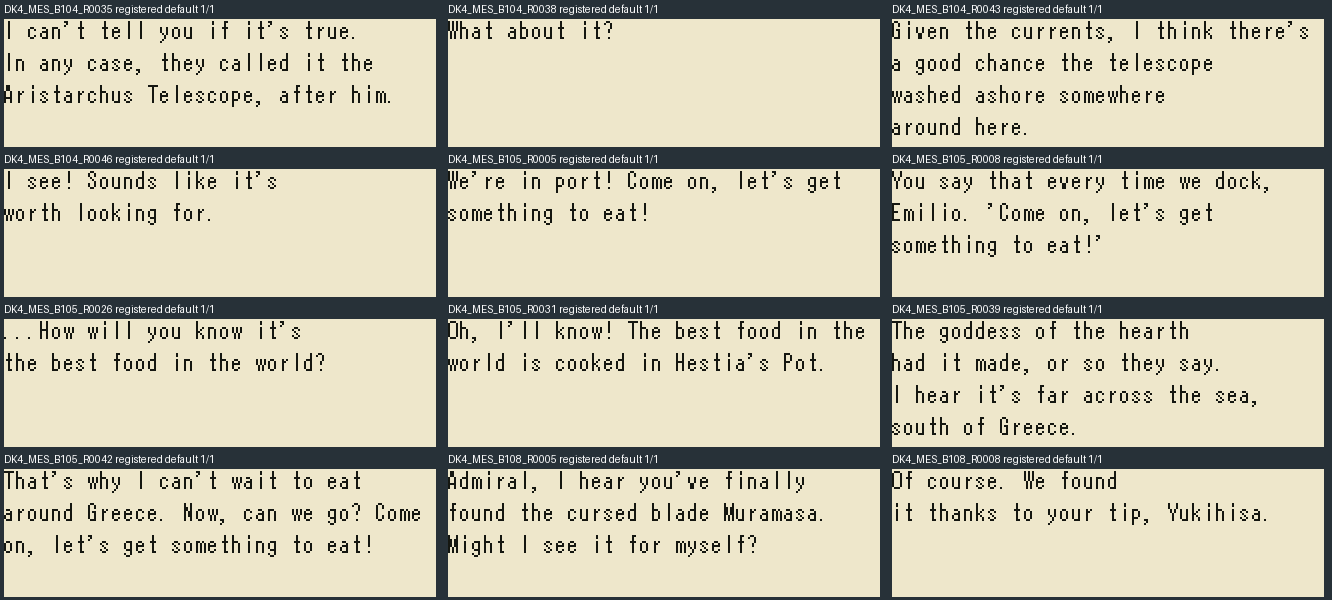 DK4_MES_B104_R0035 registered default 1/1
I can't tell you if it's true.
In any case, they called it the
Aristarchus Telescope, after him.
DK4_MES_B104_R0038 registered default 1/1
What about it?
DK4_MES_B104_R0043 registered default 1/1
Given the currents, I think there's
a good chance the telescope
washed ashore somewhere
around here.
DK4_MES_B104_R0046 registered default 1/1
I see! Sounds like it's
worth looking for.
DK4_MES_B105_R0005 registered default 1/1
We're in port! Come on, let's get
something to eat!
DK4_MES_B105_R0008 registered default 1/1
You say that every time we dock,
Emilio. 'Come on, let's get
something to eat!'
DK4_MES_B105_R0026 registered default 1/1
...How will you know it's
the best food in the world?
DK4_MES_B105_R0031 registered default 1/1
Oh, I'll know! The best food in the
world is cooked in Hestia's Pot.
DK4_MES_B105_R0039 registered default 1/1
The goddess of the hearth
had it made, or so they say.
I hear it's far across the sea,
south of Greece.
DK4_MES_B105_R0042 registered default 1/1
That's why I can't wait to eat
around Greece. Now, can we go? Come
on, let's get something to eat!
DK4_MES_B108_R0005 registered default 1/1
Admiral, I hear you've finally
found the cursed blade Muramasa.
Might I see it for myself?
DK4_MES_B108_R0008 registered default 1/1
Of course. We found
it thanks to your tip, Yukihisa.